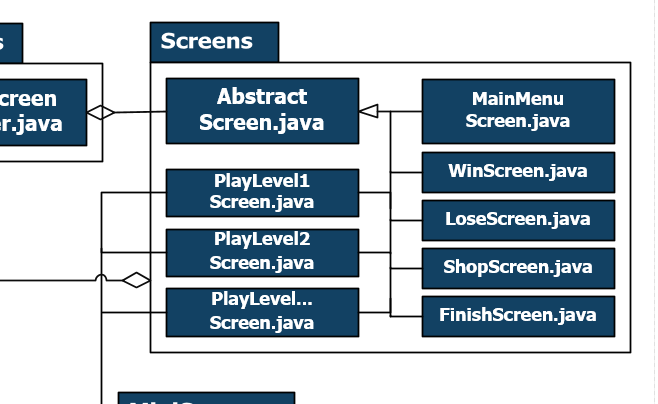 s
Screens
creen
er.java
Abstract
Screen.java
MainMenu
Screen.java
WinScreen.java
PlayLevel1
Screen.java
LoseScreen.java
PlayLevel2
Screen.java
ShopScreen.java
PlayLevel...
Screen.java
FinishScreen.java